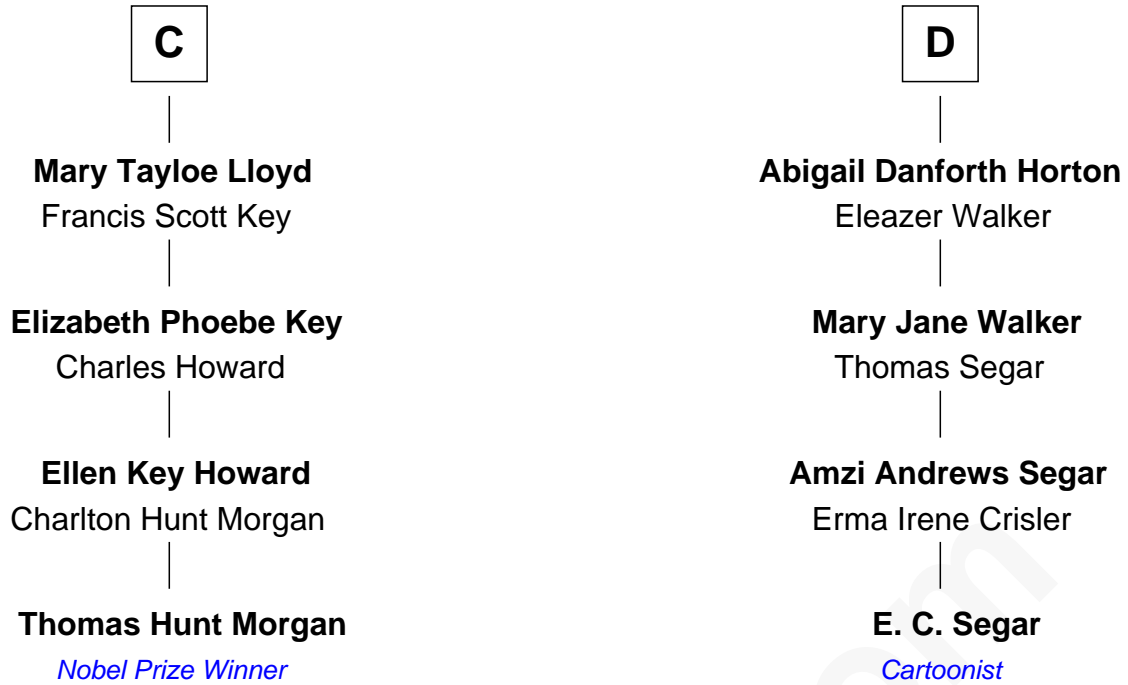 C
Mary Tayloe Lloyd
Francis Scott Key
Elizabeth Phoebe Key
Charles Howard
Ellen Key Howard
Charlton Hunt Morgan
Thomas Hunt Morgan
Nobel Prize Winner
D
Abigail Danforth Horton
Eleazer Walker
Mary Jane Walker
Thomas Segar
Amzi Andrews Segar
Erma Irene Crisler
E. C. Segar
Cartoonist
om